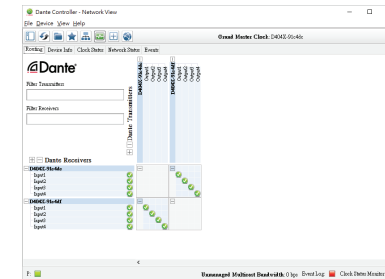 Dante Controller - Network View
File Device View Help
Grand Master Clock: D404X-91c4dc
Routing Device Info Clock Status Network Status Events
Dante
Filter Transmitters
Filter Receivers
Dante Transmitters
D404X-91c4dc
Output1
Output2
Output3
Output4
D404X-91c4df
Output1
Output2
Output3
Output4
Dante Receivers
D404X-91c4dc
Input1
Input2
Input3
Input4
D404X-91c4df
Input1
Input2
Input3
Input4
P:
Unmanaged Multicast Bandwidth: 0 bps Event Log: Clock Status Monitor